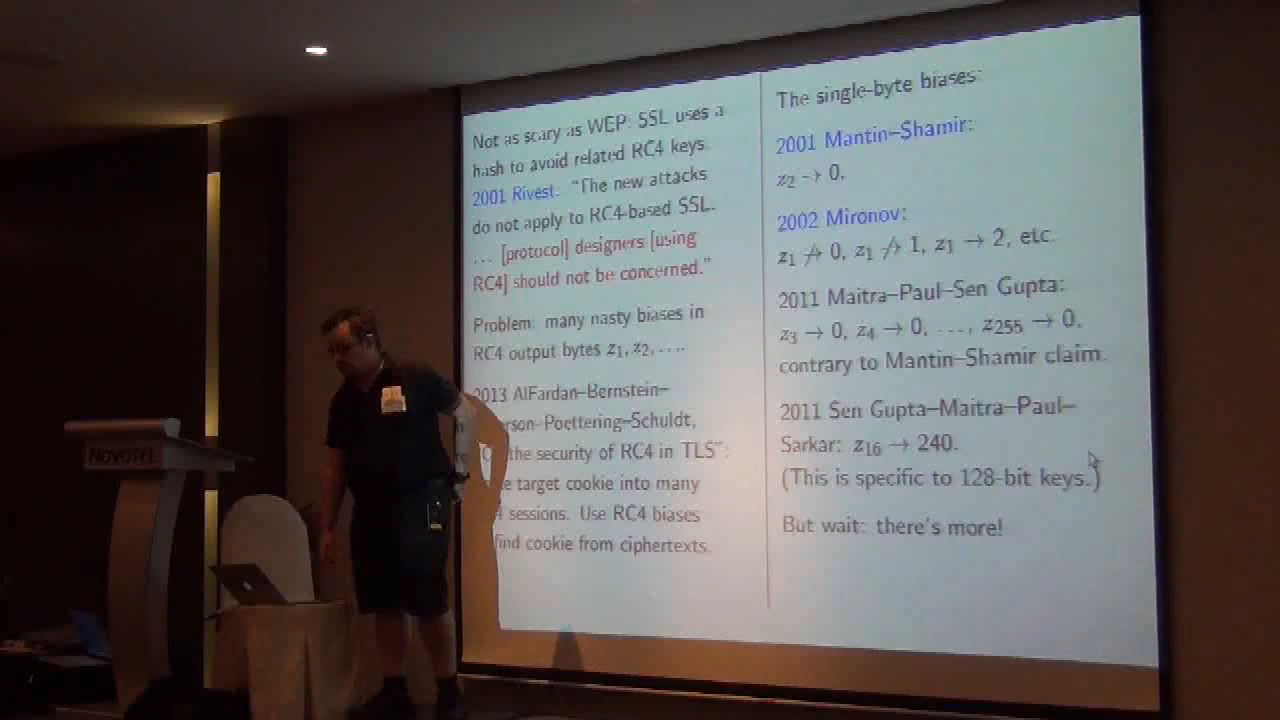 Not as scary as WEP: SSL uses a
hash to avoid related RC4 keys.
2001 Rivest: "The new attacks
do not apply to RC4-based SSL.
... [protocol] designers [using
RC4] should not be concerned."
Problem: many nasty biases in
RC4 output bytes z₁, z₂, ....
2013 AlFardan–Bernstein–
Poettering–Schuldt,
the security of RC4 in TLS":
target cookie into many
sessions. Use RC4 biases
find cookie from ciphertexts.
The single-byte biases:
2001 Mantin–Shamir:
z₂ → 0.
2002 Mironov:
z₁ ↛ 0, z₁ ↛ 1, z₁ → 2, etc.
2011 Maitra–Paul–Sen Gupta:
z₃ → 0, z₄ → 0, ..., z₂₅₅ → 0,
contrary to Mantin–Shamir claim.
2011 Sen Gupta–Maitra–Paul–
Sarkar: z₁₆ → 240.
(This is specific to 128-bit keys.)
But wait: there's more!
NOVOTEL